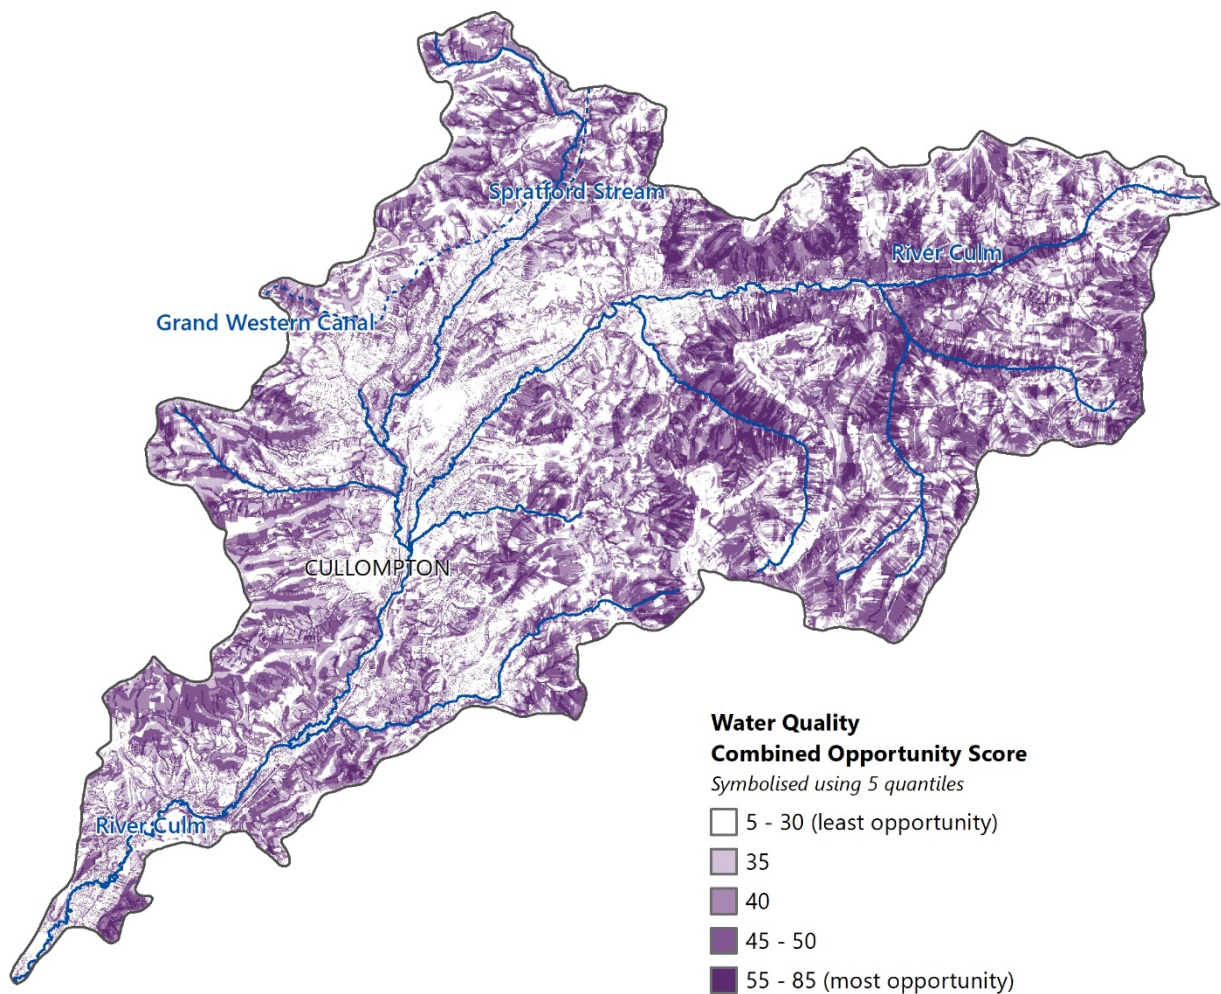 Spratford Stream
River Culm
Grand Western Canal
CULLOMPTON
River Culm
Water Quality
Combined Opportunity Score
Symbolised using 5 quantiles
5 - 30 (least opportunity)
35
40
45 - 50
55 - 85 (most opportunity)